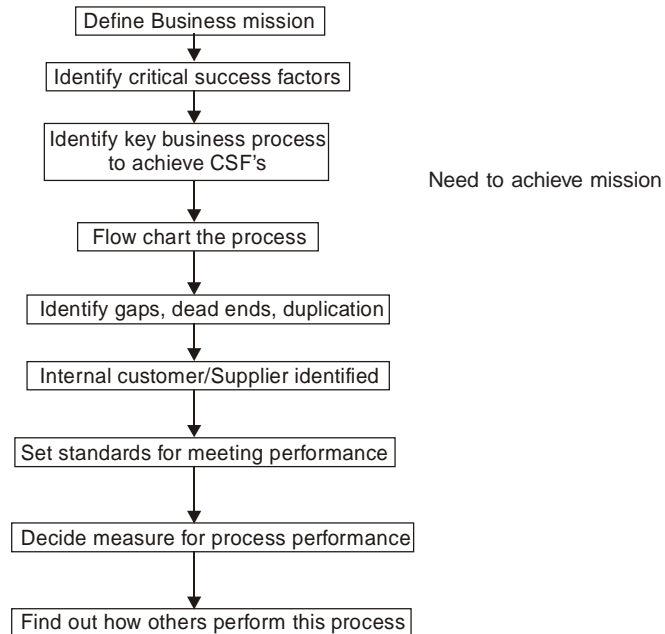 Define Business mission
Identify critical success factors
Identify key business process
to achieve CSF's
Need to achieve mission
Flow chart the process
Identify gaps, dead ends, duplication
Internal customer/Supplier identified
Set standards for meeting performance
Decide measure for process performance
Find out how others perform this process